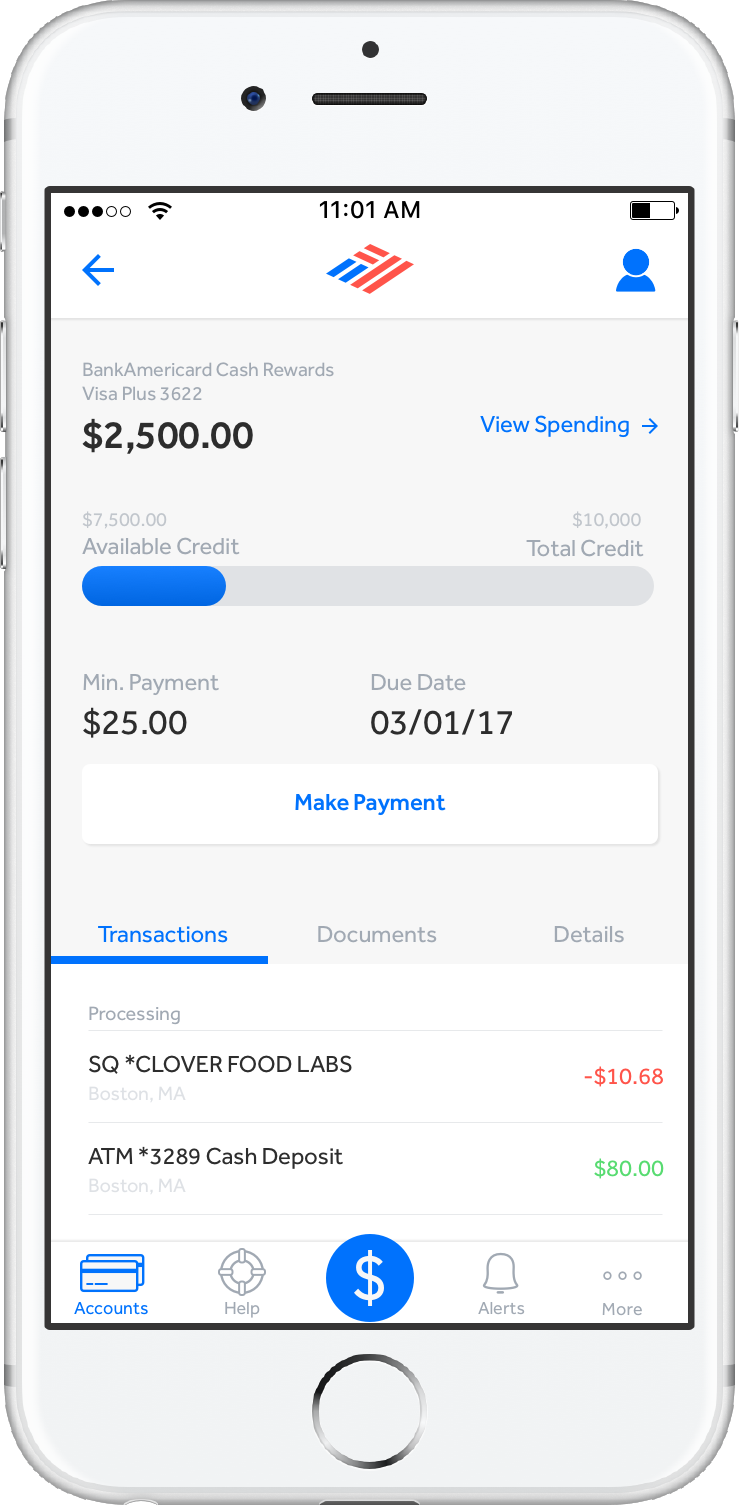 11:01 AM
BankAmericard Cash Rewards
Visa Plus 3622
$2,500.00
View Spending
$7,500.00
$10,000
Available Credit
Total Credit
Min. Payment
Due Date
$25.00
03/01/17
Make Payment
Transactions
Documents
Details
Processing
SQ *CLOVER FOOD LABS
-$10.68
Boston, MA
ATM *3289 Cash Deposit
$80.00
Boston, MA
$
Accounts
Help
Alerts
More